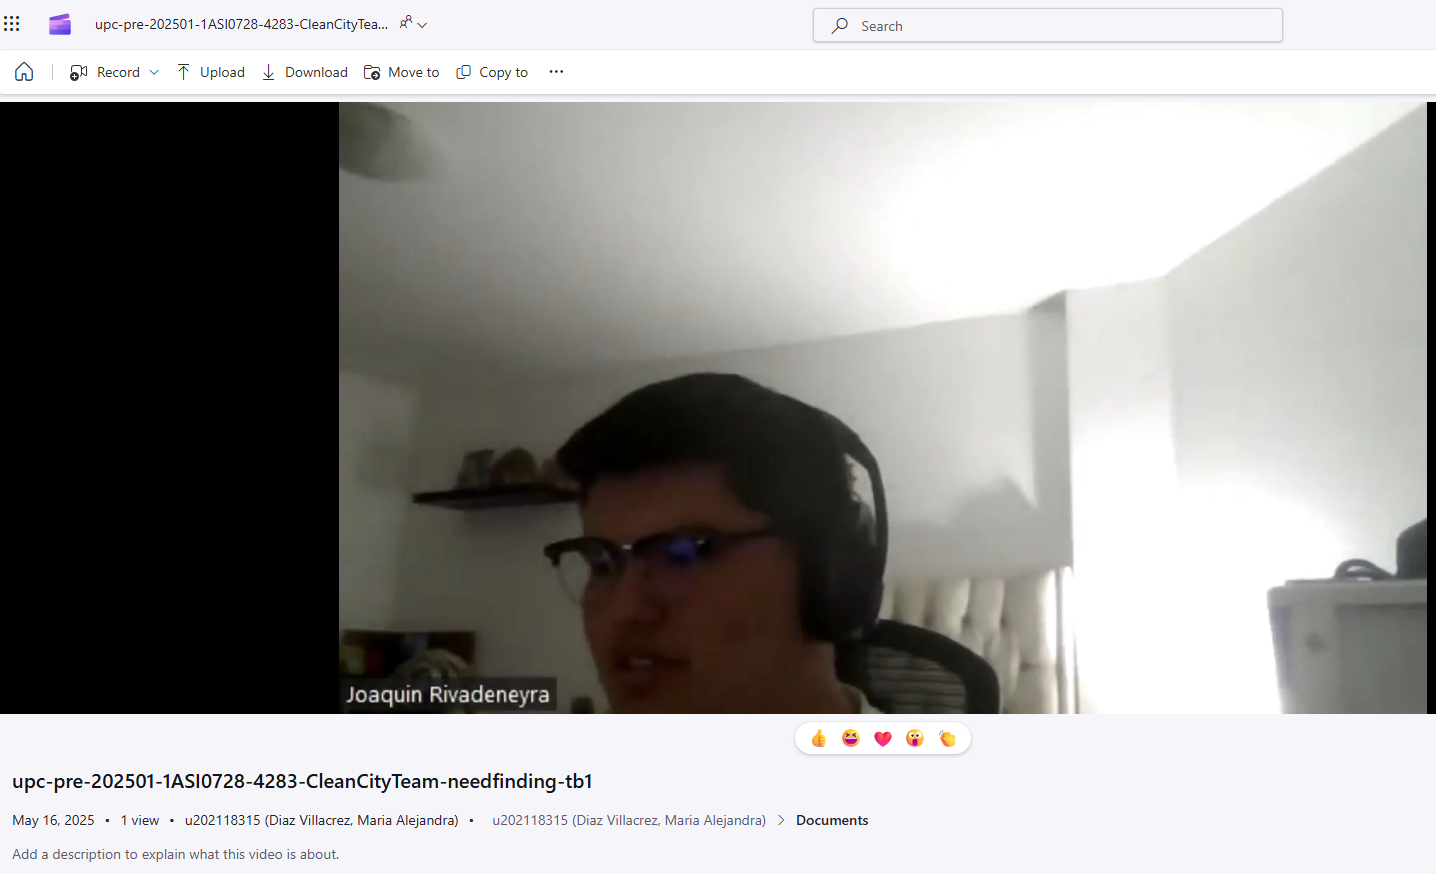 upc-pre-202501-1ASI0728-4283-CleanCityTea...
Search
Record Upload Download Move to Copy to ...
Joaquin Rivadeneyra
upc-pre-202501-1ASI0728-4283-CleanCityTeam-needfinding-tb1
May 16, 2025 • 1 view • u202118315 (Diaz Villacrez, Maria Alejandra) • u202118315 (Diaz Villacrez, Maria Alejandra) > Documents
Add a description to explain what this video is about.